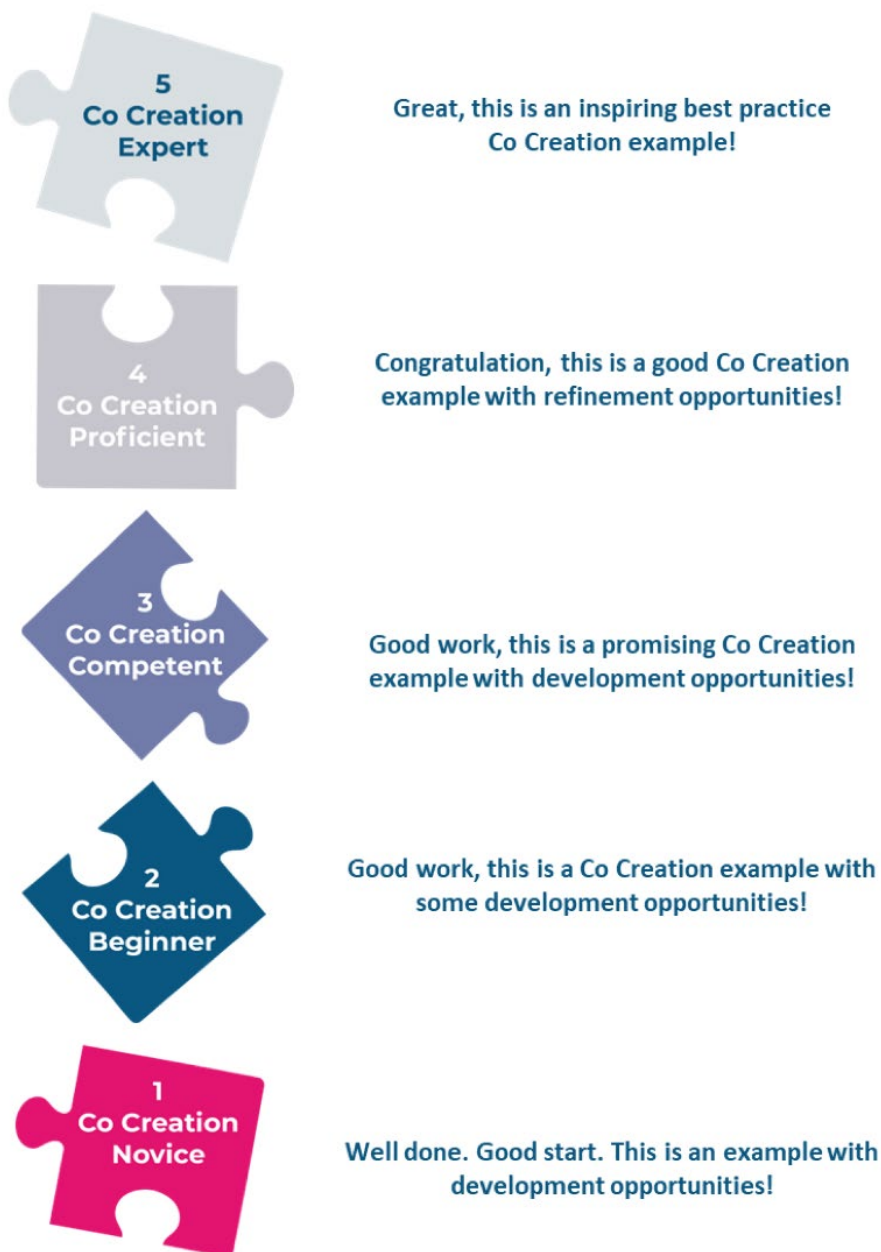 5
Co Creation
Expert
Great, this is an inspiring best practice
Co Creation example!
4
Co Creation
Proficient
Congratulation, this is a good Co Creation
example with refinement opportunities!
3
Co Creation
Competent
Good work, this is a promising Co Creation
example with development opportunities!
2
Co Creation
Beginner
Good work, this is a Co Creation example with
some development opportunities!
1
Co Creation
Novice
Well done. Good start. This is an example with
development opportunities!